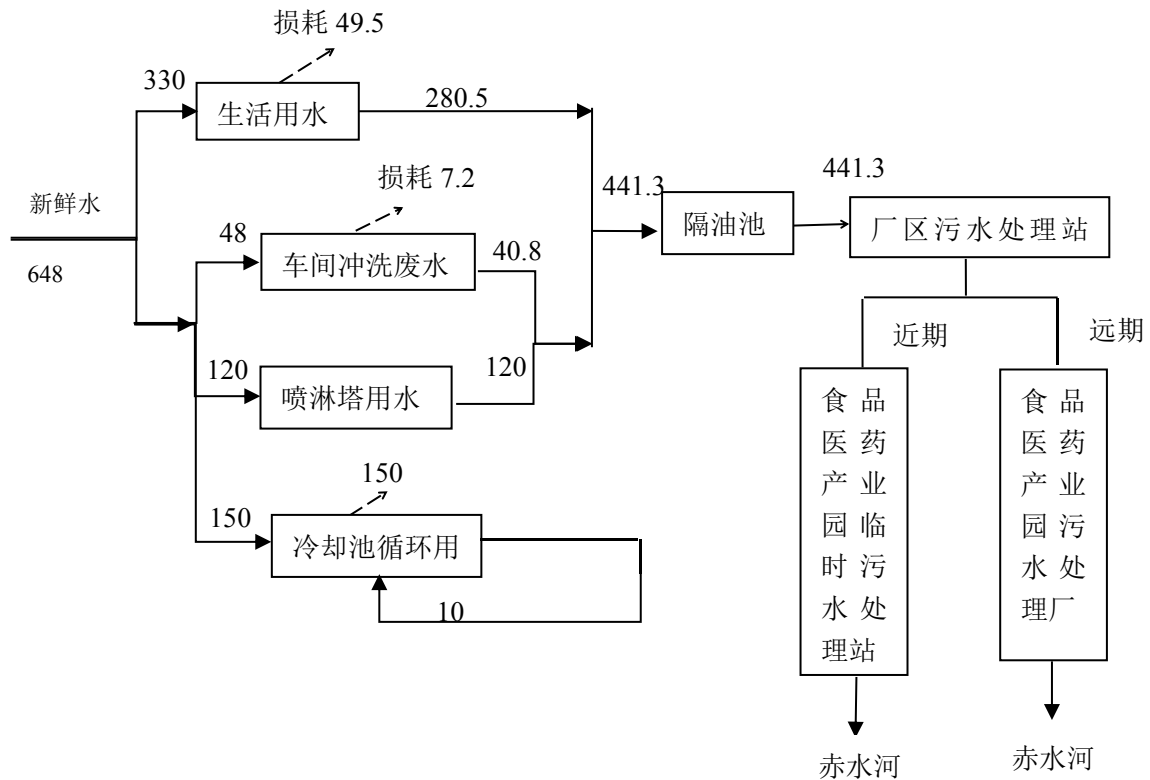 损耗 49.5
330
生活用水
280.5
新鲜水
648
损耗 7.2
48
车间冲洗废水
40.8
441.3
隔油池
441.3
厂区污水处理站
120
喷淋塔用水
120
150
150
冷却池循环用
10
近期
远期
食品
医药
产业
园临
时污
水处
理站
食品
医药
产业
园污
水处
理厂
赤水河
赤水河